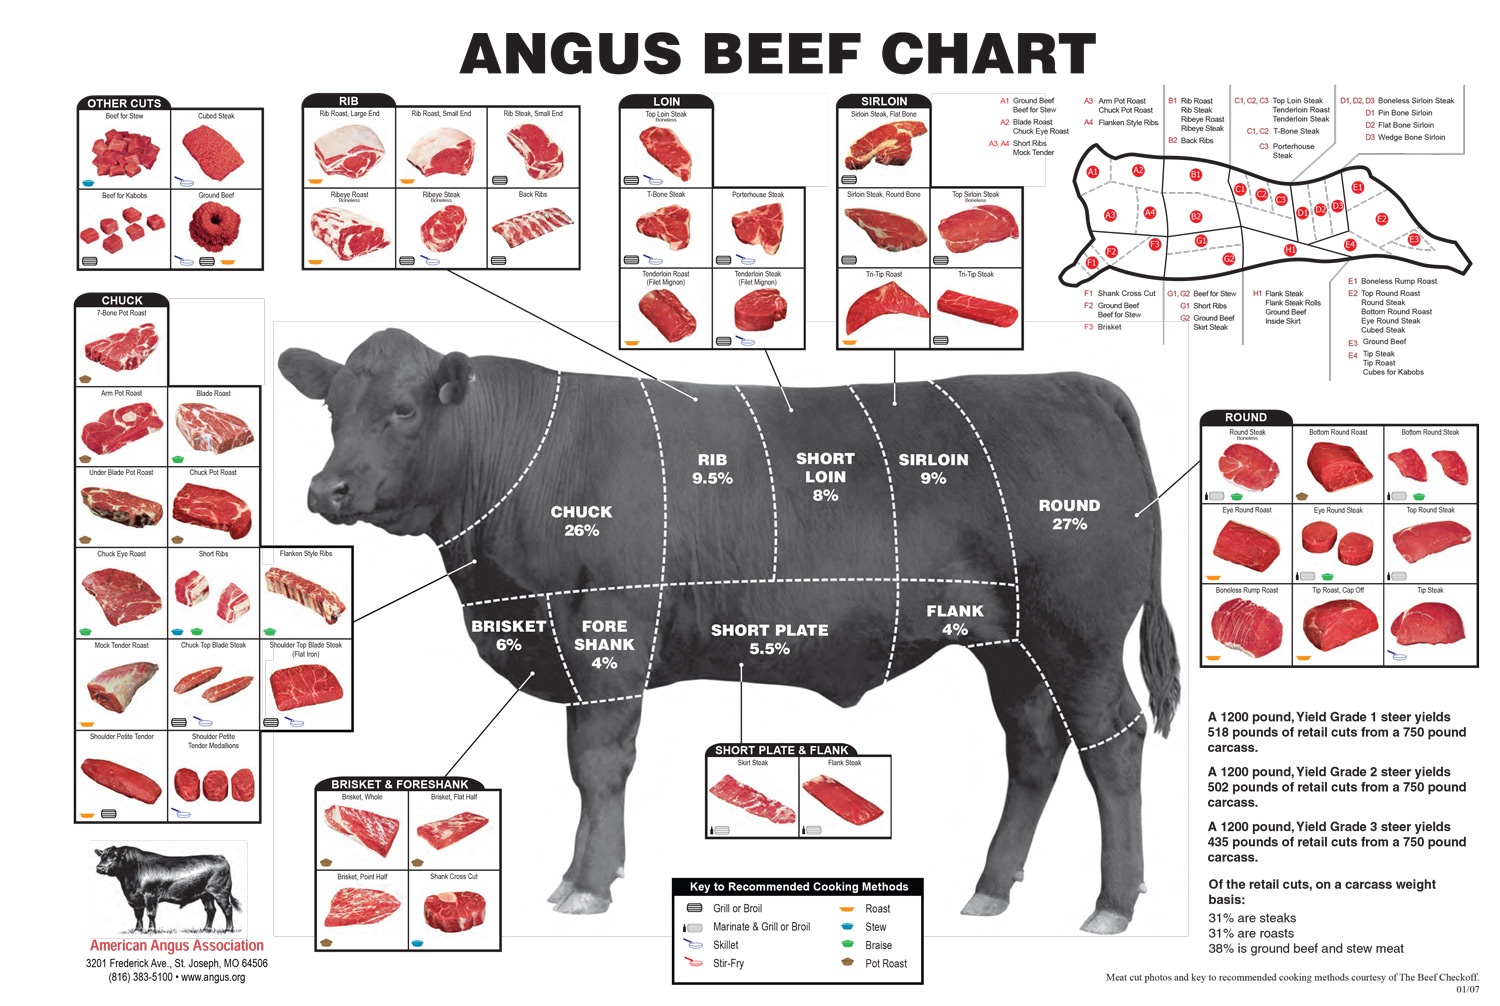 ANGUS BEEF CHART
OTHER CUTS
Beef for Stew
Cubed Steak
Beef for Kabobs
Ground Beef
RIB
Rib Roast, Large End
Rib Roast, Small End
Rib Steak, Small End
Ribeye Roast
Boneless
Ribeye Steak
Boneless
Back Ribs
LOIN
Top Loin Steak
Boneless
T-Bone Steak
Porterhouse Steak
Tenderloin Roast
(Filet Mignon)
Tenderloin Steak
(Filet Mignon)
SIRLOIN
Sirloin Steak, Flat Bone
Sirloin Steak, Round Bone
Top Sirloin Steak
Boneless
Tri-Tip Roast
Tri-Tip Steak
A1 Ground Beef
Beef for Stew
A2 Blade Roast
Chuck Eye Roast
A3, A4 Short Ribs
Mock Tender
A3 Arm Pot Roast
Chuck Pot Roast
A4 Flanken Style Ribs
B1 Rib Roast
Rib Steak
Ribeye Roast
Ribeye Steak
B2 Back Ribs
C1, C2, C3 Top Loin Steak
Tenderloin Roast
Tenderloin Steak
C1, C2 T-Bone Steak
C3 Porterhouse
Steak
D1, D2, D3 Boneless Sirloin Steak
D1 Pin Bone Sirloin
D2 Flat Bone Sirloin
D3 Wedge Bone Sirloin
A1
A2
B1
C1
C2
C3
E1
A3
A4
B2
D1
D2
D3
E2
F1
F2
F3
G1
G2
H1
E4
E3
F1 Shank Cross Cut
F2 Ground Beef
Beef for Stew
F3 Brisket
G1, G2 Beef for Stew
G1 Short Ribs
G2 Ground Beef
Skirt Steak
H1 Flank Steak
Flank Steak Rolls
Ground Beef
Inside Skirt
E1 Boneless Rump Roast
E2 Top Round Roast
Round Steak
Bottom Round Roast
Eye Round Steak
Cubed Steak
E3 Ground Beef
E4 Tip Steak
Tip Roast
Cubes for Kabobs
CHUCK
7-Bone Pot Roast
Arm Pot Roast
Blade Roast
Under Blade Pot Roast
Chuck Pot Roast
Chuck Eye Roast
Short Ribs
Flanken Style Ribs
Mock Tender Roast
Chuck Top Blade Steak
Shoulder Top Blade Steak
(Flat Iron)
Shoulder Petite Tender
Shoulder Petite
Tender Medallions
CHUCK
26%
RIB
9.5%
SHORT
LOIN
8%
SIRLOIN
9%
ROUND
27%
BRISKET
6%
FORE
SHANK
4%
SHORT PLATE
5.5%
FLANK
4%
ROUND
Round Steak
Boneless
Bottom Round Roast
Bottom Round Steak
Eye Round Roast
Eye Round Steak
Top Round Steak
Boneless Rump Roast
Tip Roast, Cap Off
Tip Steak
BRISKET & FORESHANK
Brisket, Whole
Brisket, Flat Half
Brisket, Point Half
Shank Cross Cut
SHORT PLATE & FLANK
Skirt Steak
Flank Steak
Key to Recommended Cooking Methods
Grill or Broil
Marinate & Grill or Broil
Skillet
Stir-Fry
Roast
Stew
Braise
Pot Roast
A 1200 pound, Yield Grade 1 steer yields
518 pounds of retail cuts from a 750 pound
carcass.
A 1200 pound, Yield Grade 2 steer yields
502 pounds of retail cuts from a 750 pound
carcass.
A 1200 pound, Yield Grade 3 steer yields
435 pounds of retail cuts from a 750 pound
carcass.
Of the retail cuts, on a carcass weight
basis:
31% are steaks
31% are roasts
38% is ground beef and stew meat
American Angus Association
3201 Frederick Ave., St. Joseph, MO 64506
(816) 383-5100 • www.angus.org
Meat cut photos and key to recommended cooking methods courtesy of The Beef Checkoff.
01/07